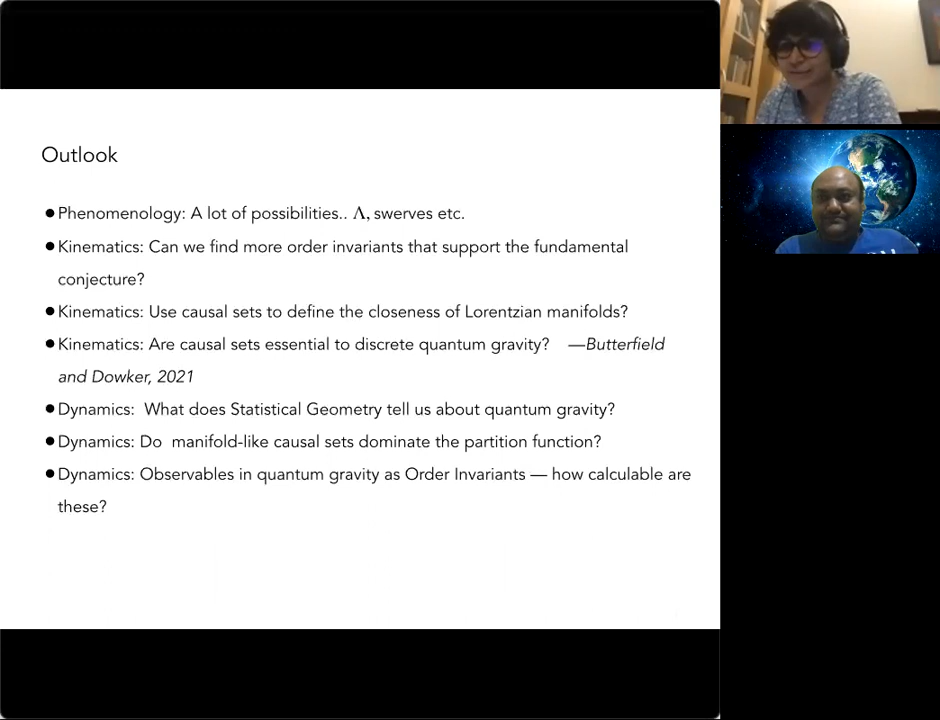 Outlook
●Phenomenology: A lot of possibilities.. Λ, swerves etc.
●Kinematics: Can we find more order invariants that support the fundamental
conjecture?
●Kinematics: Use causal sets to define the closeness of Lorentzian manifolds?
●Kinematics: Are causal sets essential to discrete quantum gravity? —Butterfield
and Dowker, 2021
●Dynamics: What does Statistical Geometry tell us about quantum gravity?
●Dynamics: Do manifold-like causal sets dominate the partition function?
●Dynamics: Observables in quantum gravity as Order Invariants — how calculable are
these?